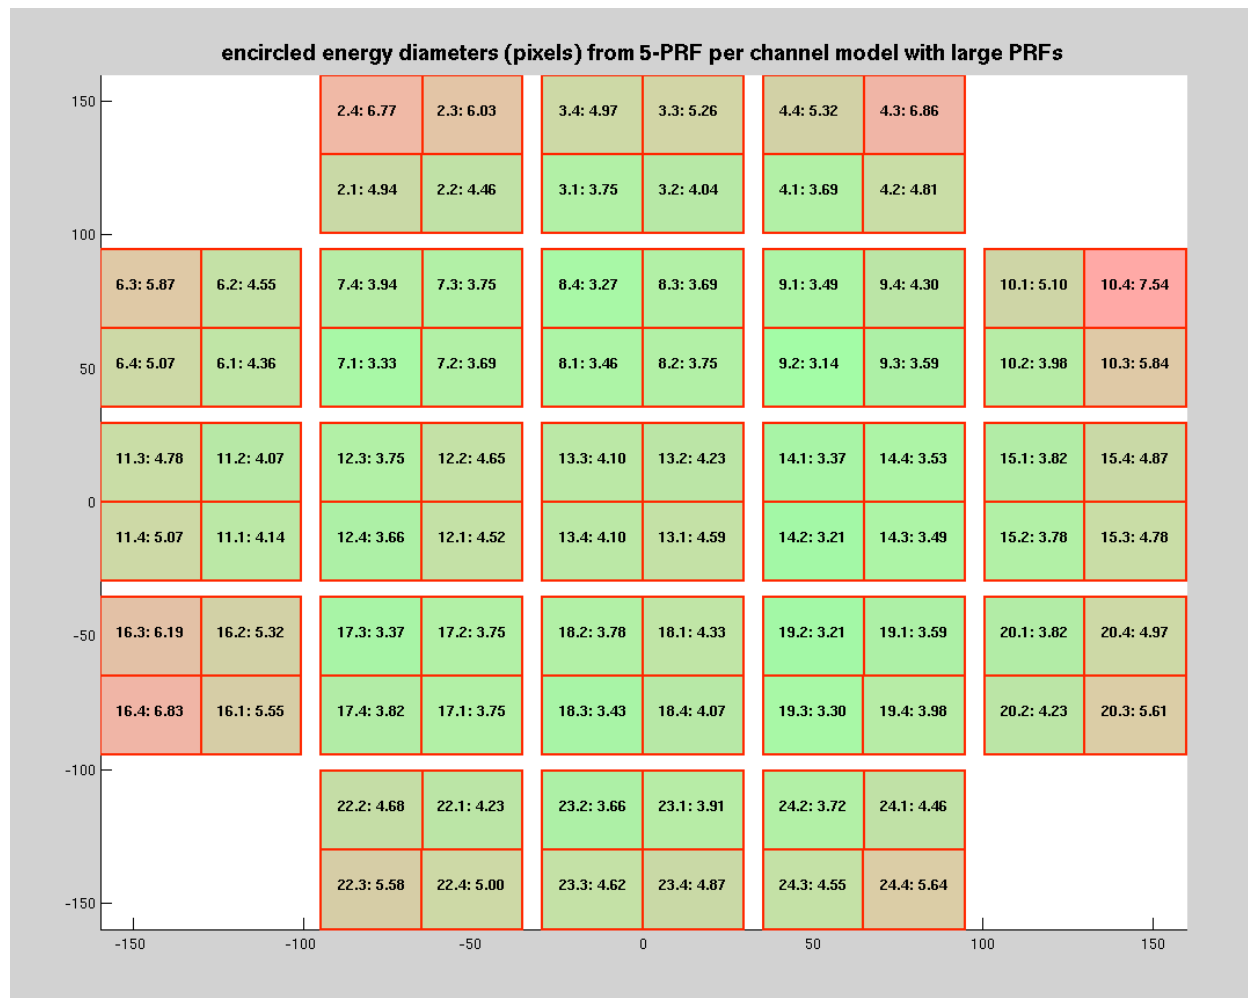 encircled energy diameters (pixels) from 5-PRF per channel model with large PRFs
150
2.4: 6.77 2.3: 6.03 3.4: 4.97 3.3: 5.26 4.4: 5.32 4.3: 6.86
2.1: 4.94 2.2: 4.46 3.1: 3.75 3.2: 4.04 4.1: 3.69 4.2: 4.81
100
6.3: 5.87 6.2: 4.55 7.4: 3.94 7.3: 3.75 8.4: 3.27 8.3: 3.69 9.1: 3.49 9.4: 4.30 10.1: 5.10 10.4: 7.54
50 6.4: 5.07 6.1: 4.36 7.1: 3.33 7.2: 3.69 8.1: 3.46 8.2: 3.75 9.2: 3.14 9.3: 3.59 10.2: 3.98 10.3: 5.84
11.3: 4.78 11.2: 4.07 12.3: 3.75 12.2: 4.65 13.3: 4.10 13.2: 4.23 14.1: 3.37 14.4: 3.53 15.1: 3.82 15.4: 4.87
0
11.4: 5.07 11.1: 4.14 12.4: 3.66 12.1: 4.52 13.4: 4.10 13.1: 4.59 14.2: 3.21 14.3: 3.49 15.2: 3.78 15.3: 4.78
-50 16.3: 6.19 16.2: 5.32 17.3: 3.37 17.2: 3.75 18.2: 3.78 18.1: 4.33 19.2: 3.21 19.1: 3.59 20.1: 3.82 20.4: 4.97
16.4: 6.83 16.1: 5.55 17.4: 3.82 17.1: 3.75 18.3: 3.43 18.4: 4.07 19.3: 3.30 19.4: 3.98 20.2: 4.23 20.3: 5.61
-100
22.2: 4.68 22.1: 4.23 23.2: 3.66 23.1: 3.91 24.2: 3.72 24.1: 4.46
22.3: 5.58 22.4: 5.00 23.3: 4.62 23.4: 4.87 24.3: 4.55 24.4: 5.64
-150
-150 -100 -50 0 50 100 150